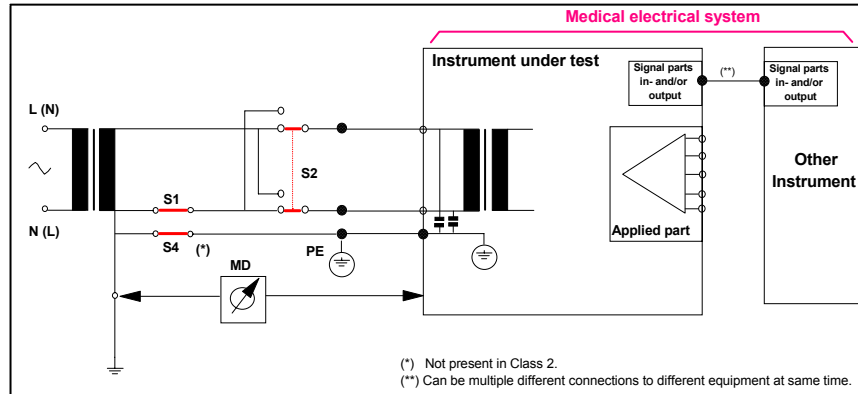 Medical electrical system
Instrument under test
Signal parts
in- and/or
output
(**)
Signal parts
in- and/or
output
L (N)
S2
Other
Instrument
S1
N (L)
S4
(*)
PE
Applied part
MD
(*) Not present in Class 2.
(**) Can be multiple different connections to different equipment at same time.